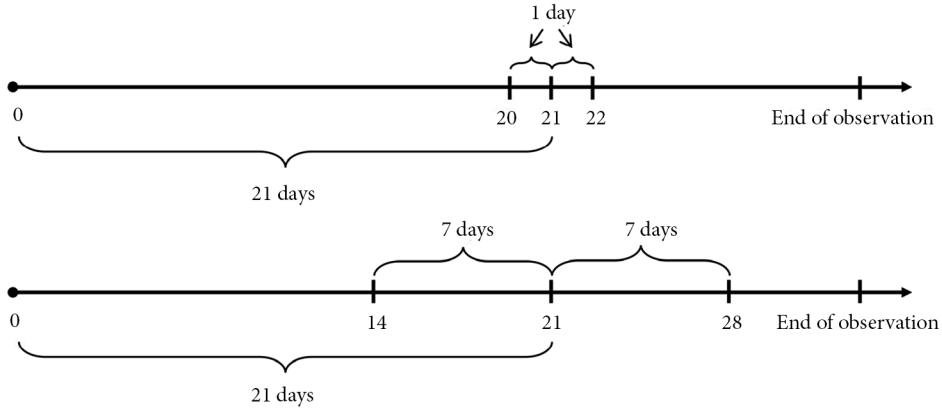 1 day
0 20 21 22 End of observation
21 days
7 days 7 days
0 14 21 28 End of observation
21 days